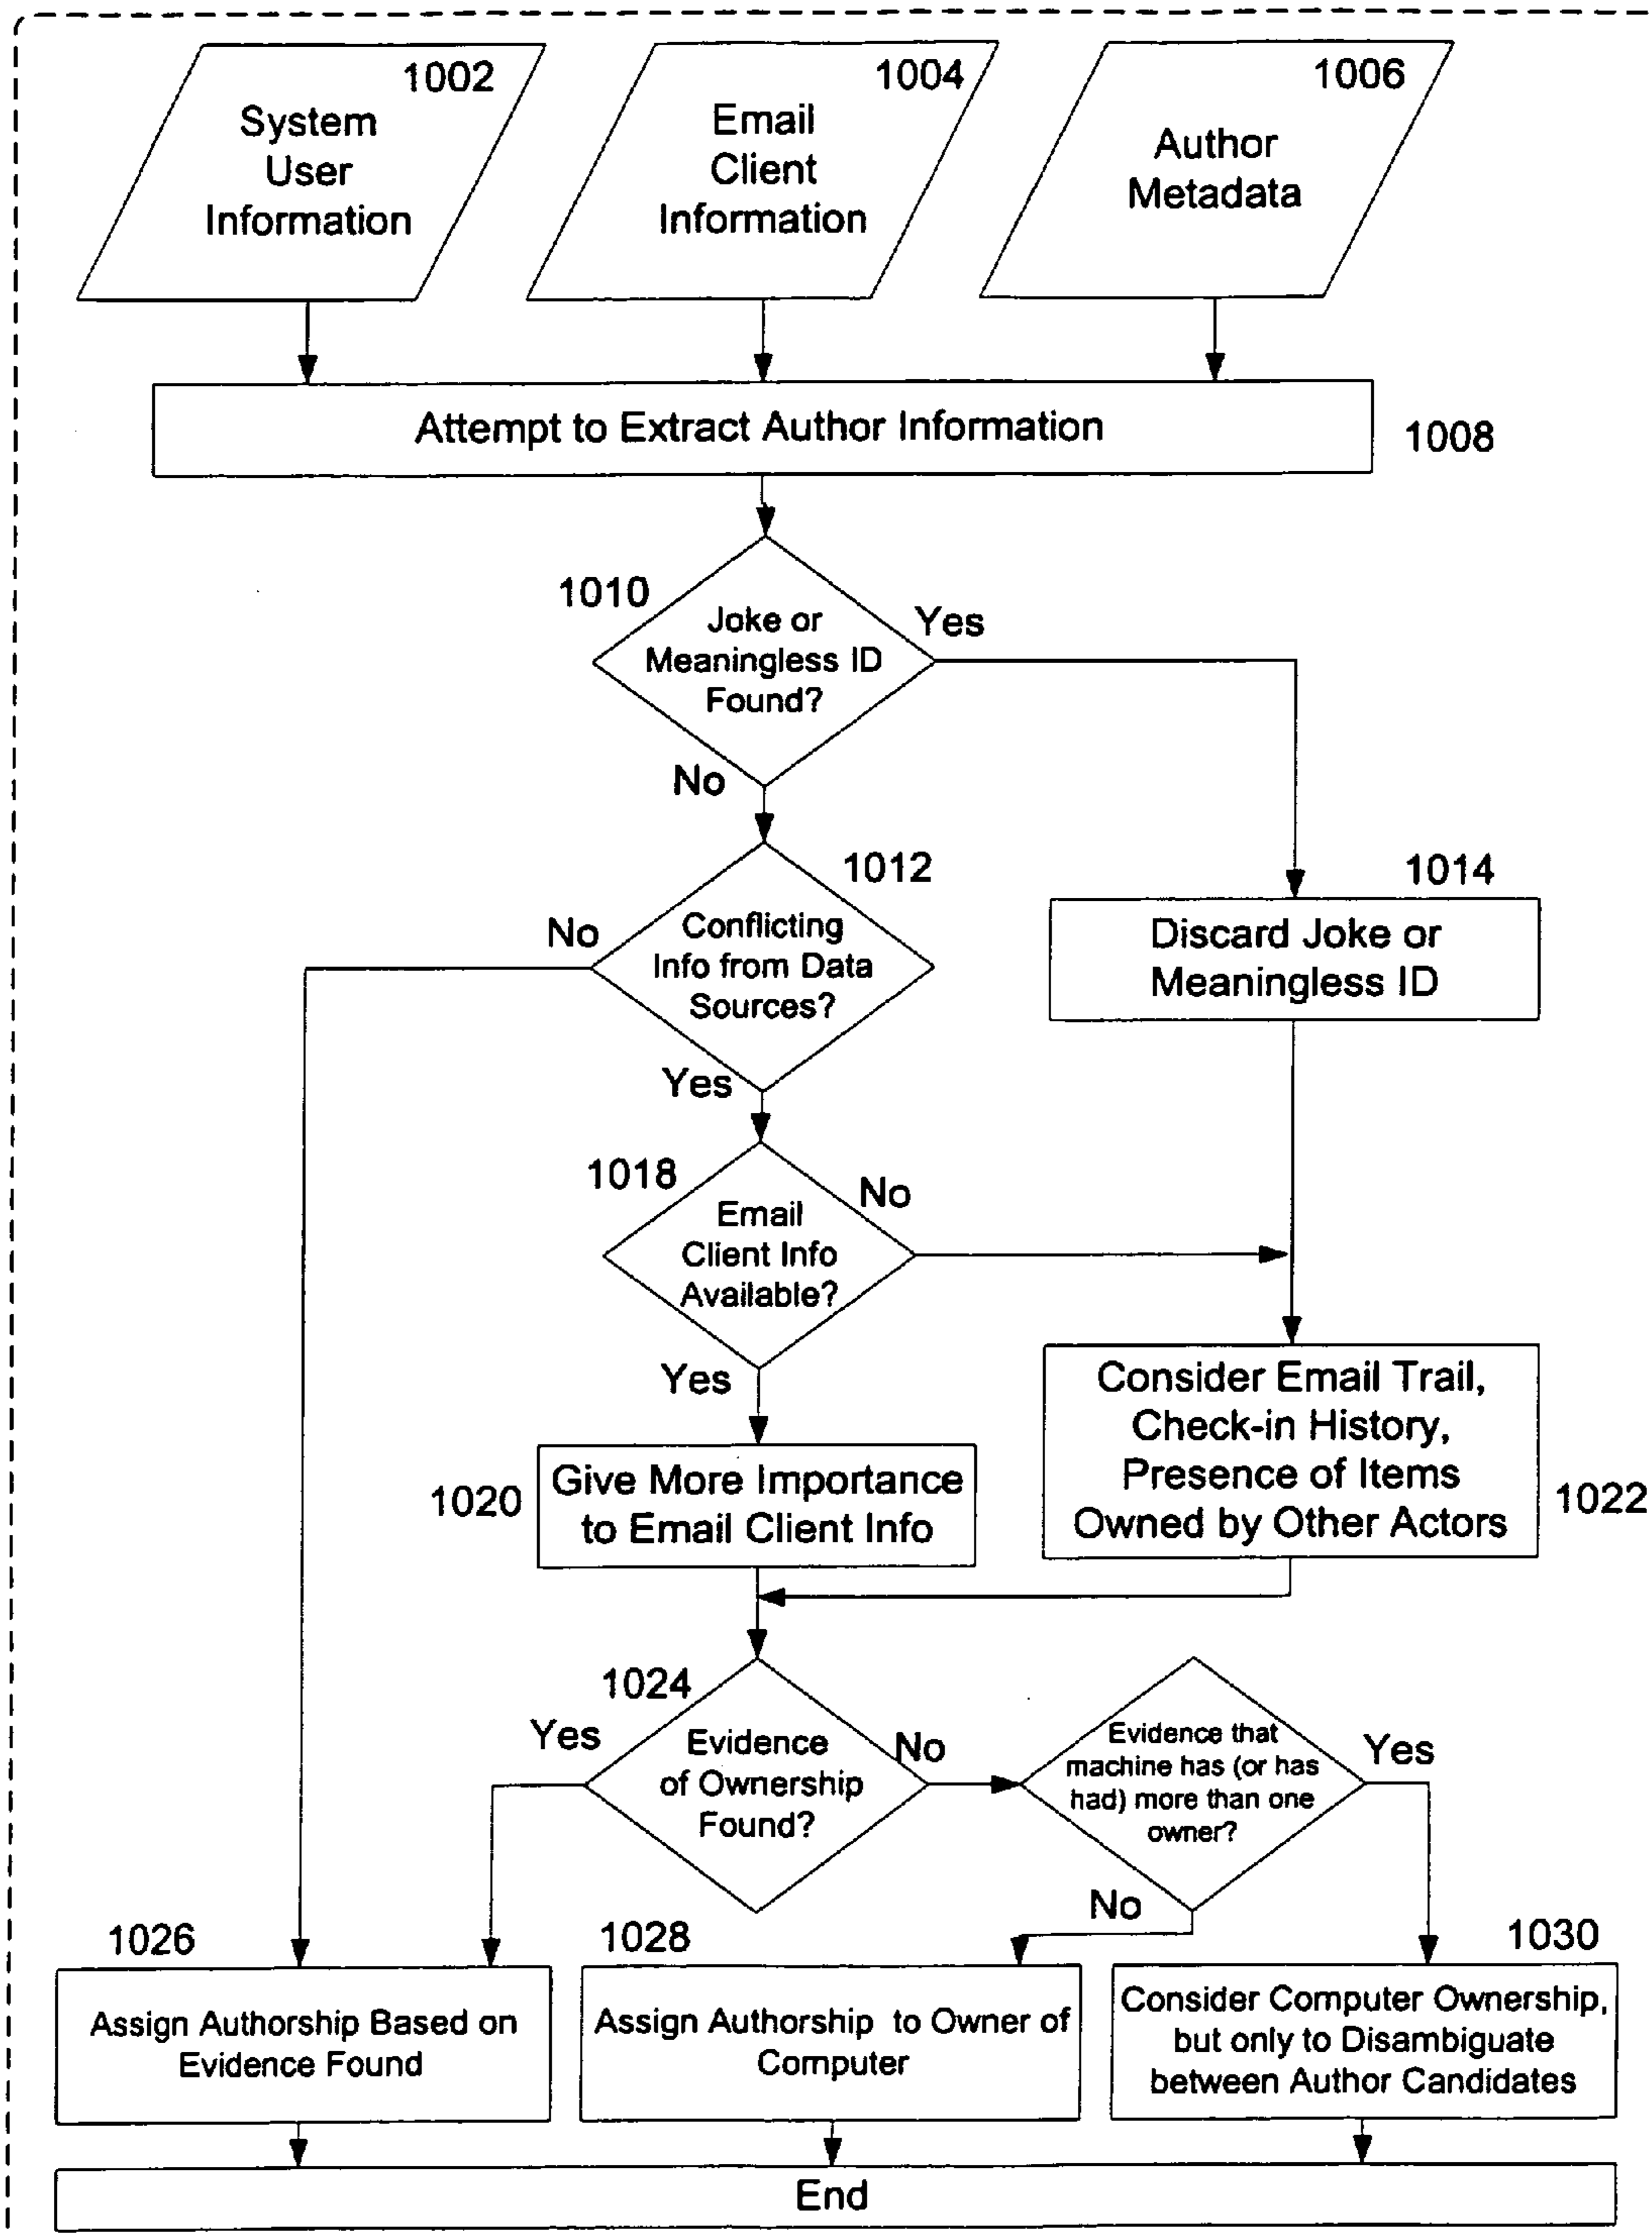 1002
System
User
Information
1004
Email
Client
Information
1006
Author
Metadata
Attempt to Extract Author Information
1008
1010
Joke or
Meaningless ID
Found?
Yes
No
1012
Conflicting
Info from Data
Sources?
No
Yes
1014
Discard Joke or
Meaningless ID
1018
Email
Client Info
Available?
No
Yes
1020
Give More Importance
to Email Client Info
Consider Email Trail,
Check-in History,
Presence of Items
Owned by Other Actors
1022
1024
Evidence
of Ownership
Found?
Yes
No
Evidence that
machine has (or has
had) more than one
owner?
Yes
No
1026
Assign Authorship Based on
Evidence Found
1028
Assign Authorship to Owner of
Computer
1030
Consider Computer Ownership,
but only to Disambiguate
between Author Candidates
End